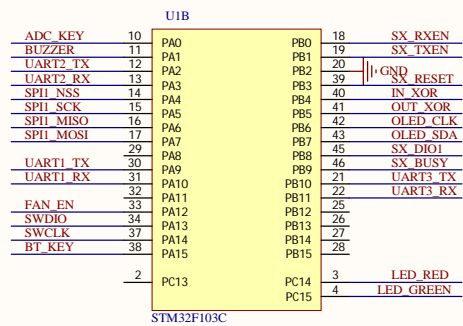 U1B
ADC_KEY 10 PA0 PB0 18 SX_RXEN
BUZZER 11 PA1 PB1 19 SX_TXEN
UART2_TX 12 PA2 PB2 20 GND
UART2_RX 13 PA3 PB3 39 SX_RESET
SPI1_NSS 14 PA4 PB4 40 IN_XOR
SPI1_SCK 15 PA5 PB5 41 OUT_XOR
SPI1_MISO 16 PA6 PB6 42 OLED_CLK
SPI1_MOSI 17 PA7 PB7 43 OLED_SDA
29 PA8 PB8 45 SX_DIO1
UART1_TX 30 PA9 PB9 46 SX_BUSY
UART1_RX 31 PA10 PB10 21 UART3_TX
32 PA11 PB11 22 UART3_RX
FAN_EN 33 PA12 PB12 25
SWDIO 34 PA13 PB13 26
SWCLK 37 PA14 PB14 27
BT_KEY 38 PA15 PB15 28
2 PC13 PC14 3 LED_RED
PC15 4 LED_GREEN
STM32F103C